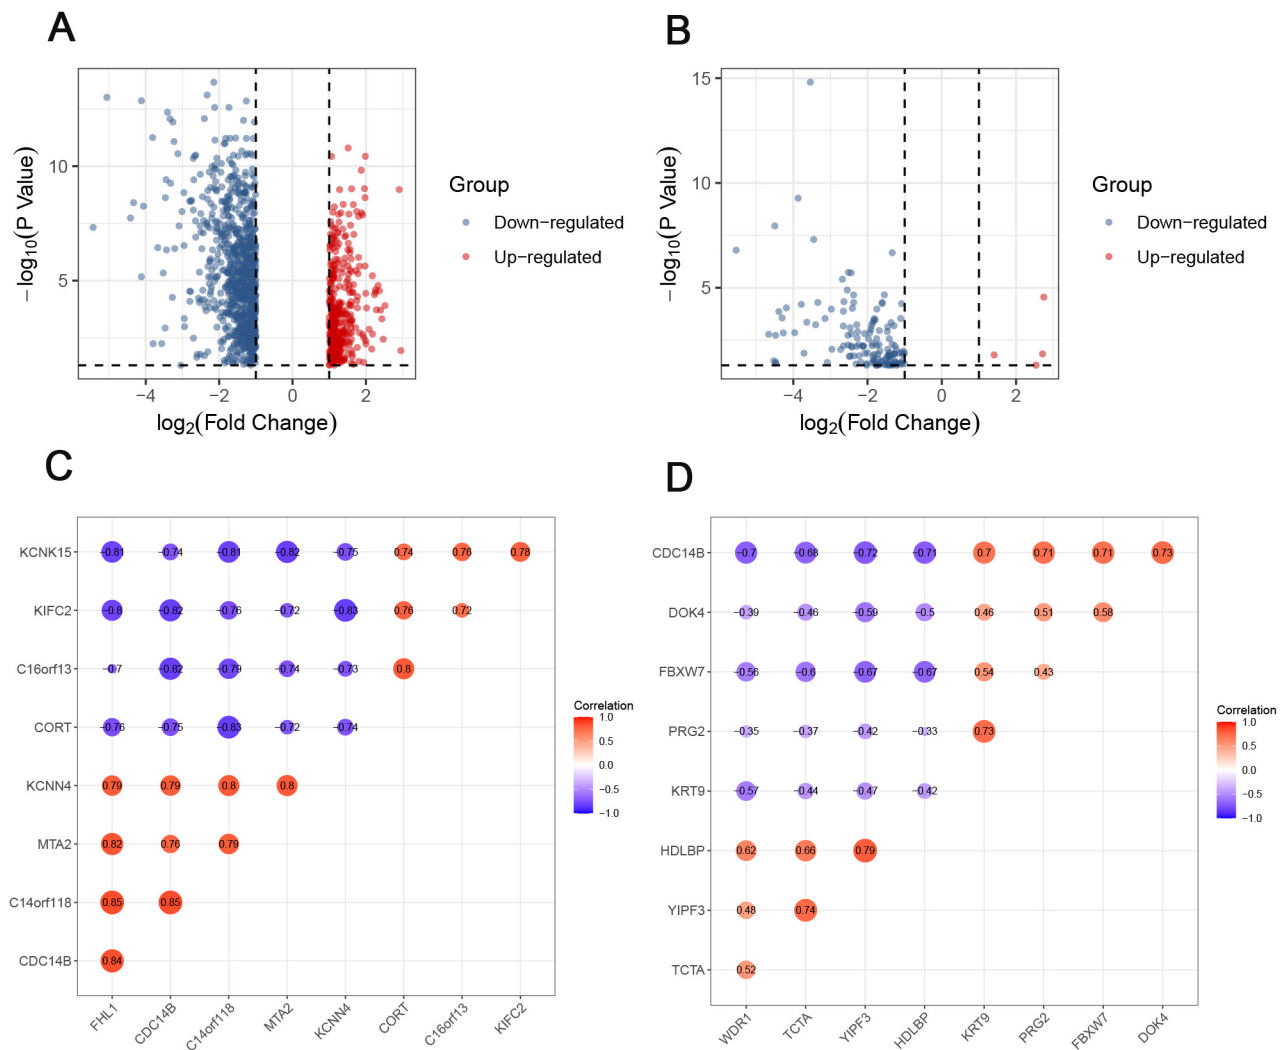 A
− log10(P Value)
10
5
−4
−2
0
2
log2(Fold Change)
Group
Down−regulated
Up−regulated
B
− log10(P Value)
15
10
5
−4
−2
0
2
log2(Fold Change)
Group
Down−regulated
Up−regulated
C
KCNK15 −0.81 −0.74 −0.81 −0.82 −0.75 0.74 0.76 0.78
KIFC2 −0.8 −0.82 −0.76 −0.72 −0.83 0.76 0.72
C16orf13 −0.7 −0.82 −0.79 −0.74 −0.73 0.8
CORT −0.76 −0.75 −0.83 −0.72 −0.74
KCNN4 0.79 0.79 0.8 0.8
MTA2 0.82 0.76 0.79
C14orf118 0.85 0.85
CDC14B 0.84
FHL1 CDC14B C14orf118 MTA2 KCNN4 CORT C16orf13 KIFC2
Correlation
1.0
0.5
0.0
−0.5
−1.0
D
CDC14B −0.7 −0.68 −0.72 −0.71 0.7 0.71 0.71 0.73
DOK4 −0.39 −0.46 −0.59 −0.5 0.46 0.51 0.58
FBXW7 −0.56 −0.6 −0.67 −0.67 0.54 0.43
PRG2 −0.35 −0.37 −0.42 −0.33 0.73
KRT9 −0.57 −0.44 −0.47 −0.42
HDLBP 0.62 0.66 0.79
YIPF3 0.48 0.74
TCTA 0.52
WDR1 TCTA YIPF3 HDLBP KRT9 PRG2 FBXW7 DOK4
Correlation
1.0
0.5
0.0
−0.5
−1.0